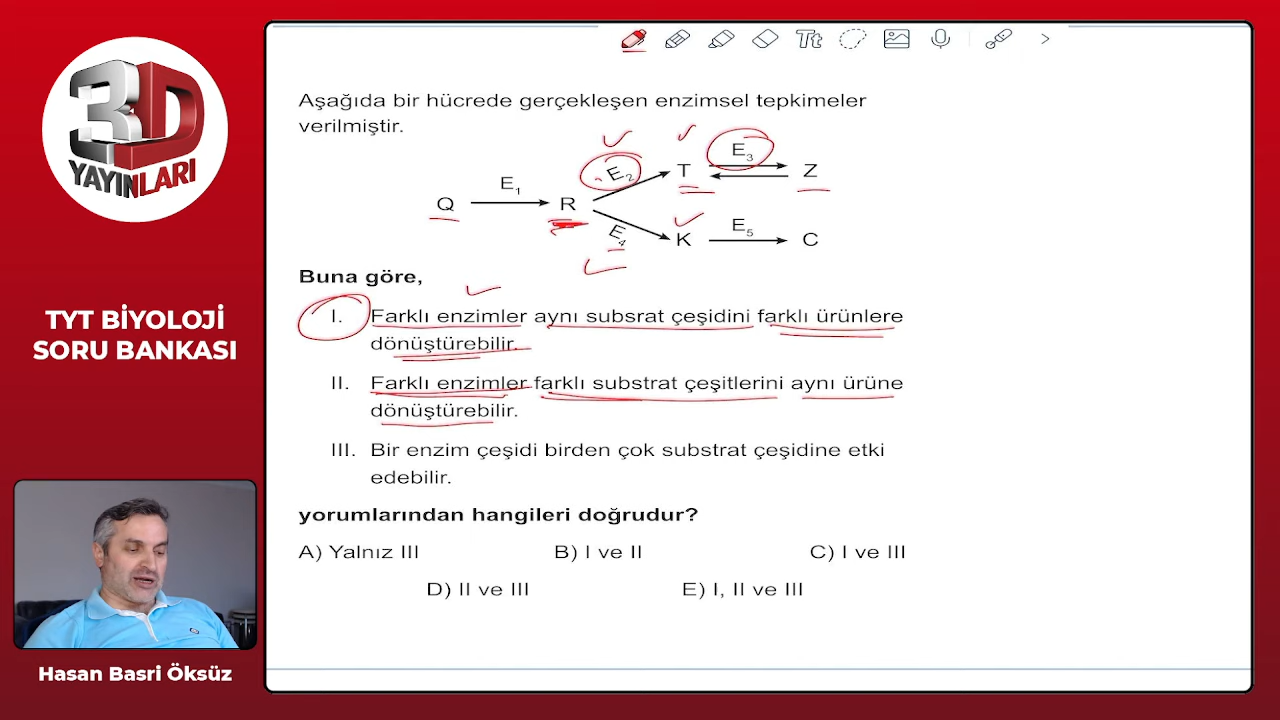 3D
YAYINLARI
TYT BİYOLOJİ
SORU BANKASI
Hasan Basri Öksüz
Tt
Aşağıda bir hücrede gerçekleşen enzimsel tepkimeler
verilmiştir.
Q E₁ R E₂ T E₃ Z
E₄ K E₅ C
Buna göre,
I. Farklı enzimler aynı subsrat çeşidini farklı ürünlere
dönüştürebilir.
II. Farklı enzimler farklı substrat çeşitlerini aynı ürüne
dönüştürebilir.
III. Bir enzim çeşidi birden çok substrat çeşidine etki
edebilir.
yorumlarından hangileri doğrudur?
A) Yalnız III B) I ve II C) I ve III
D) II ve III E) I, II ve III